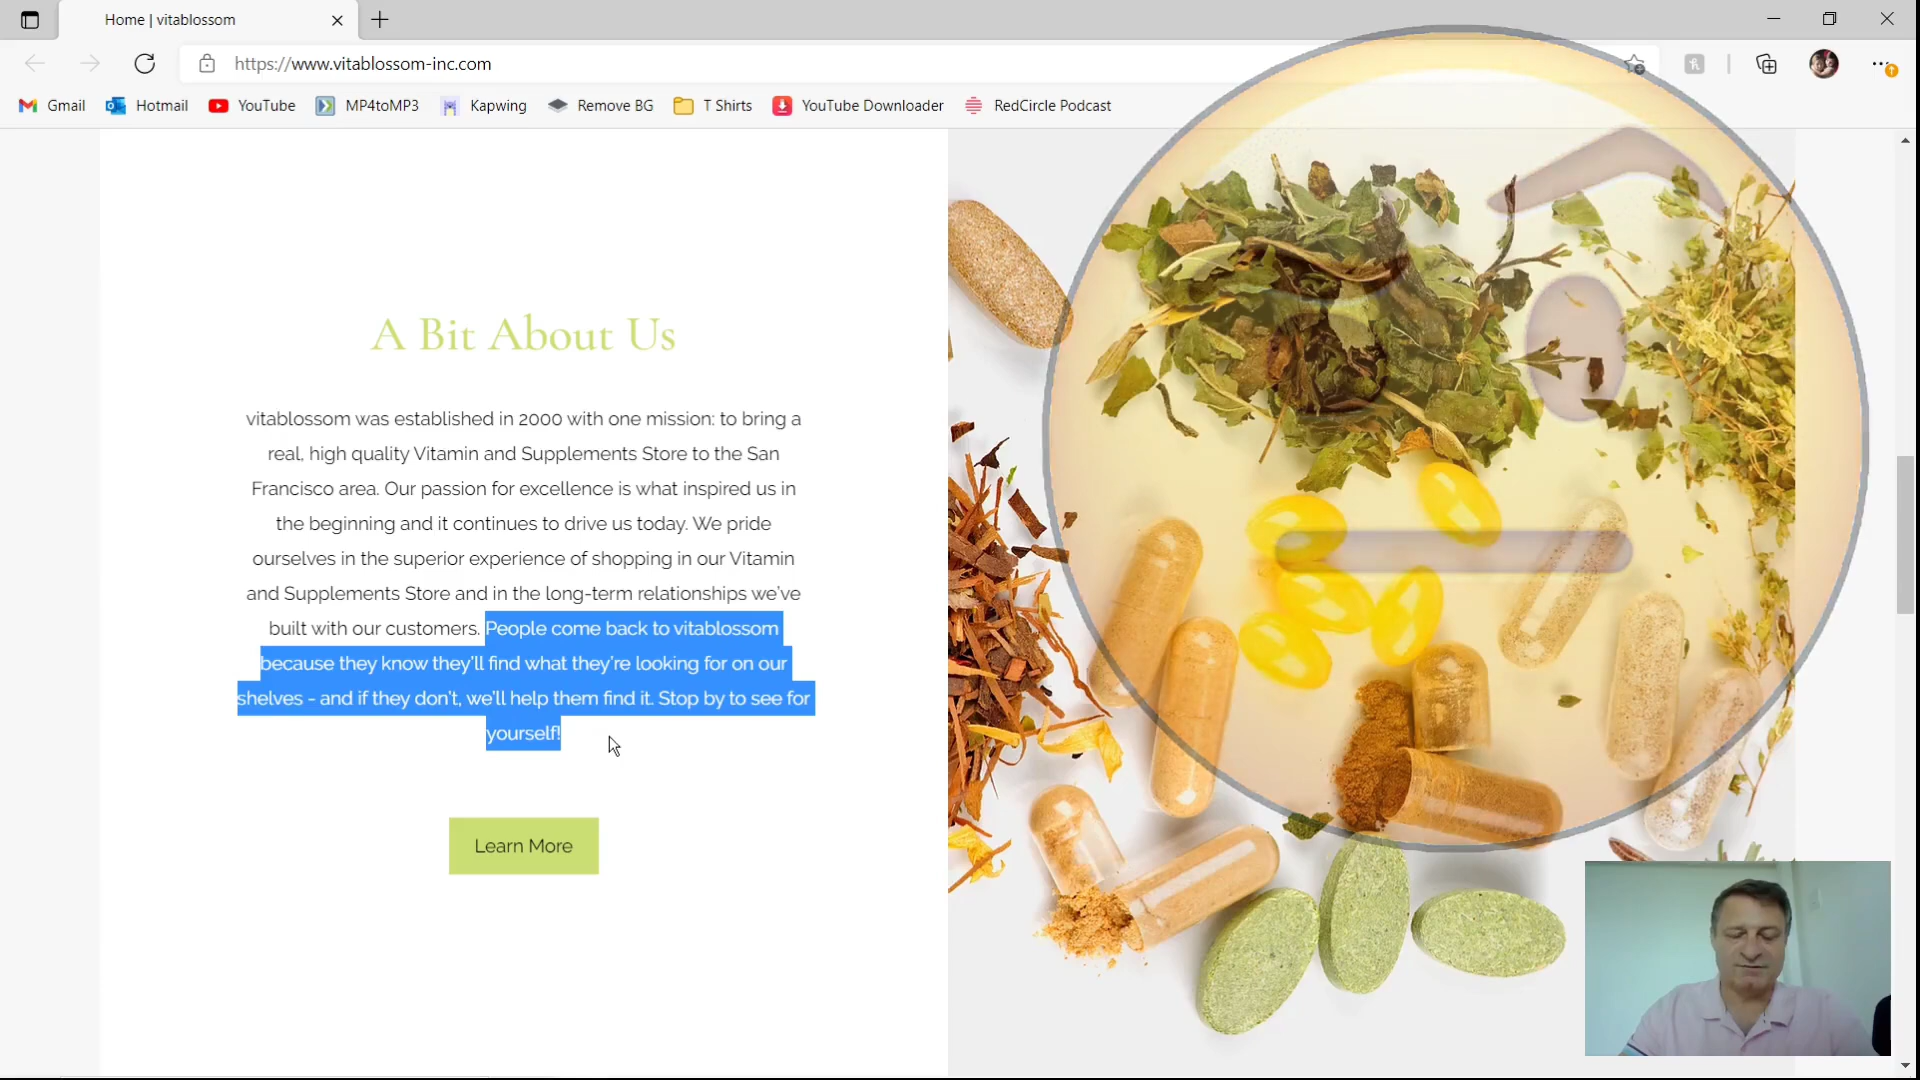 Home | vitablossom
https://www.vitablossom-inc.com
Gmail Hotmail YouTube MP4toMP3 Kapwing Remove BG T Shirts YouTube Downloader RedCircle Podcast
A Bit About Us
vitablossom was established in 2000 with one mission: to bring a
real, high quality Vitamin and Supplements Store to the San
Francisco area. Our passion for excellence is what inspired us in
the beginning and it continues to drive us today. We pride
ourselves in the superior experience of shopping in our Vitamin
and Supplements Store and in the long-term relationships we've
built with our customers. People come back to vitablossom
because they know they'll find what they're looking for on our
shelves - and if they don't, we'll help them find it. Stop by to see for
yourself!
Learn More